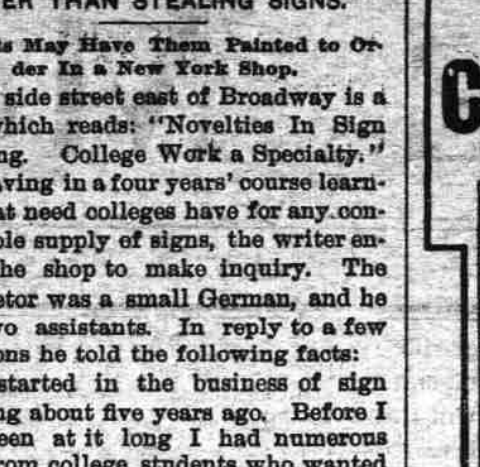 THAN STEALING SIGNS.
May Have Them Painted to Or-
der In a New York Shop.
side street east of Broadway is a
which reads: "Novelties In Sign
ng. College Work a Specialty."
aving in a four years' course learn-
at need colleges have for any con-
ble supply of signs, the writer en-
he shop to make inquiry. The
etor was a small German, and he
vo assistants. In reply to a few
ons he told the following facts:
started in the business of sign
ng about five years ago. Before I
een at it long I had numerous
rom college students who wanted
C